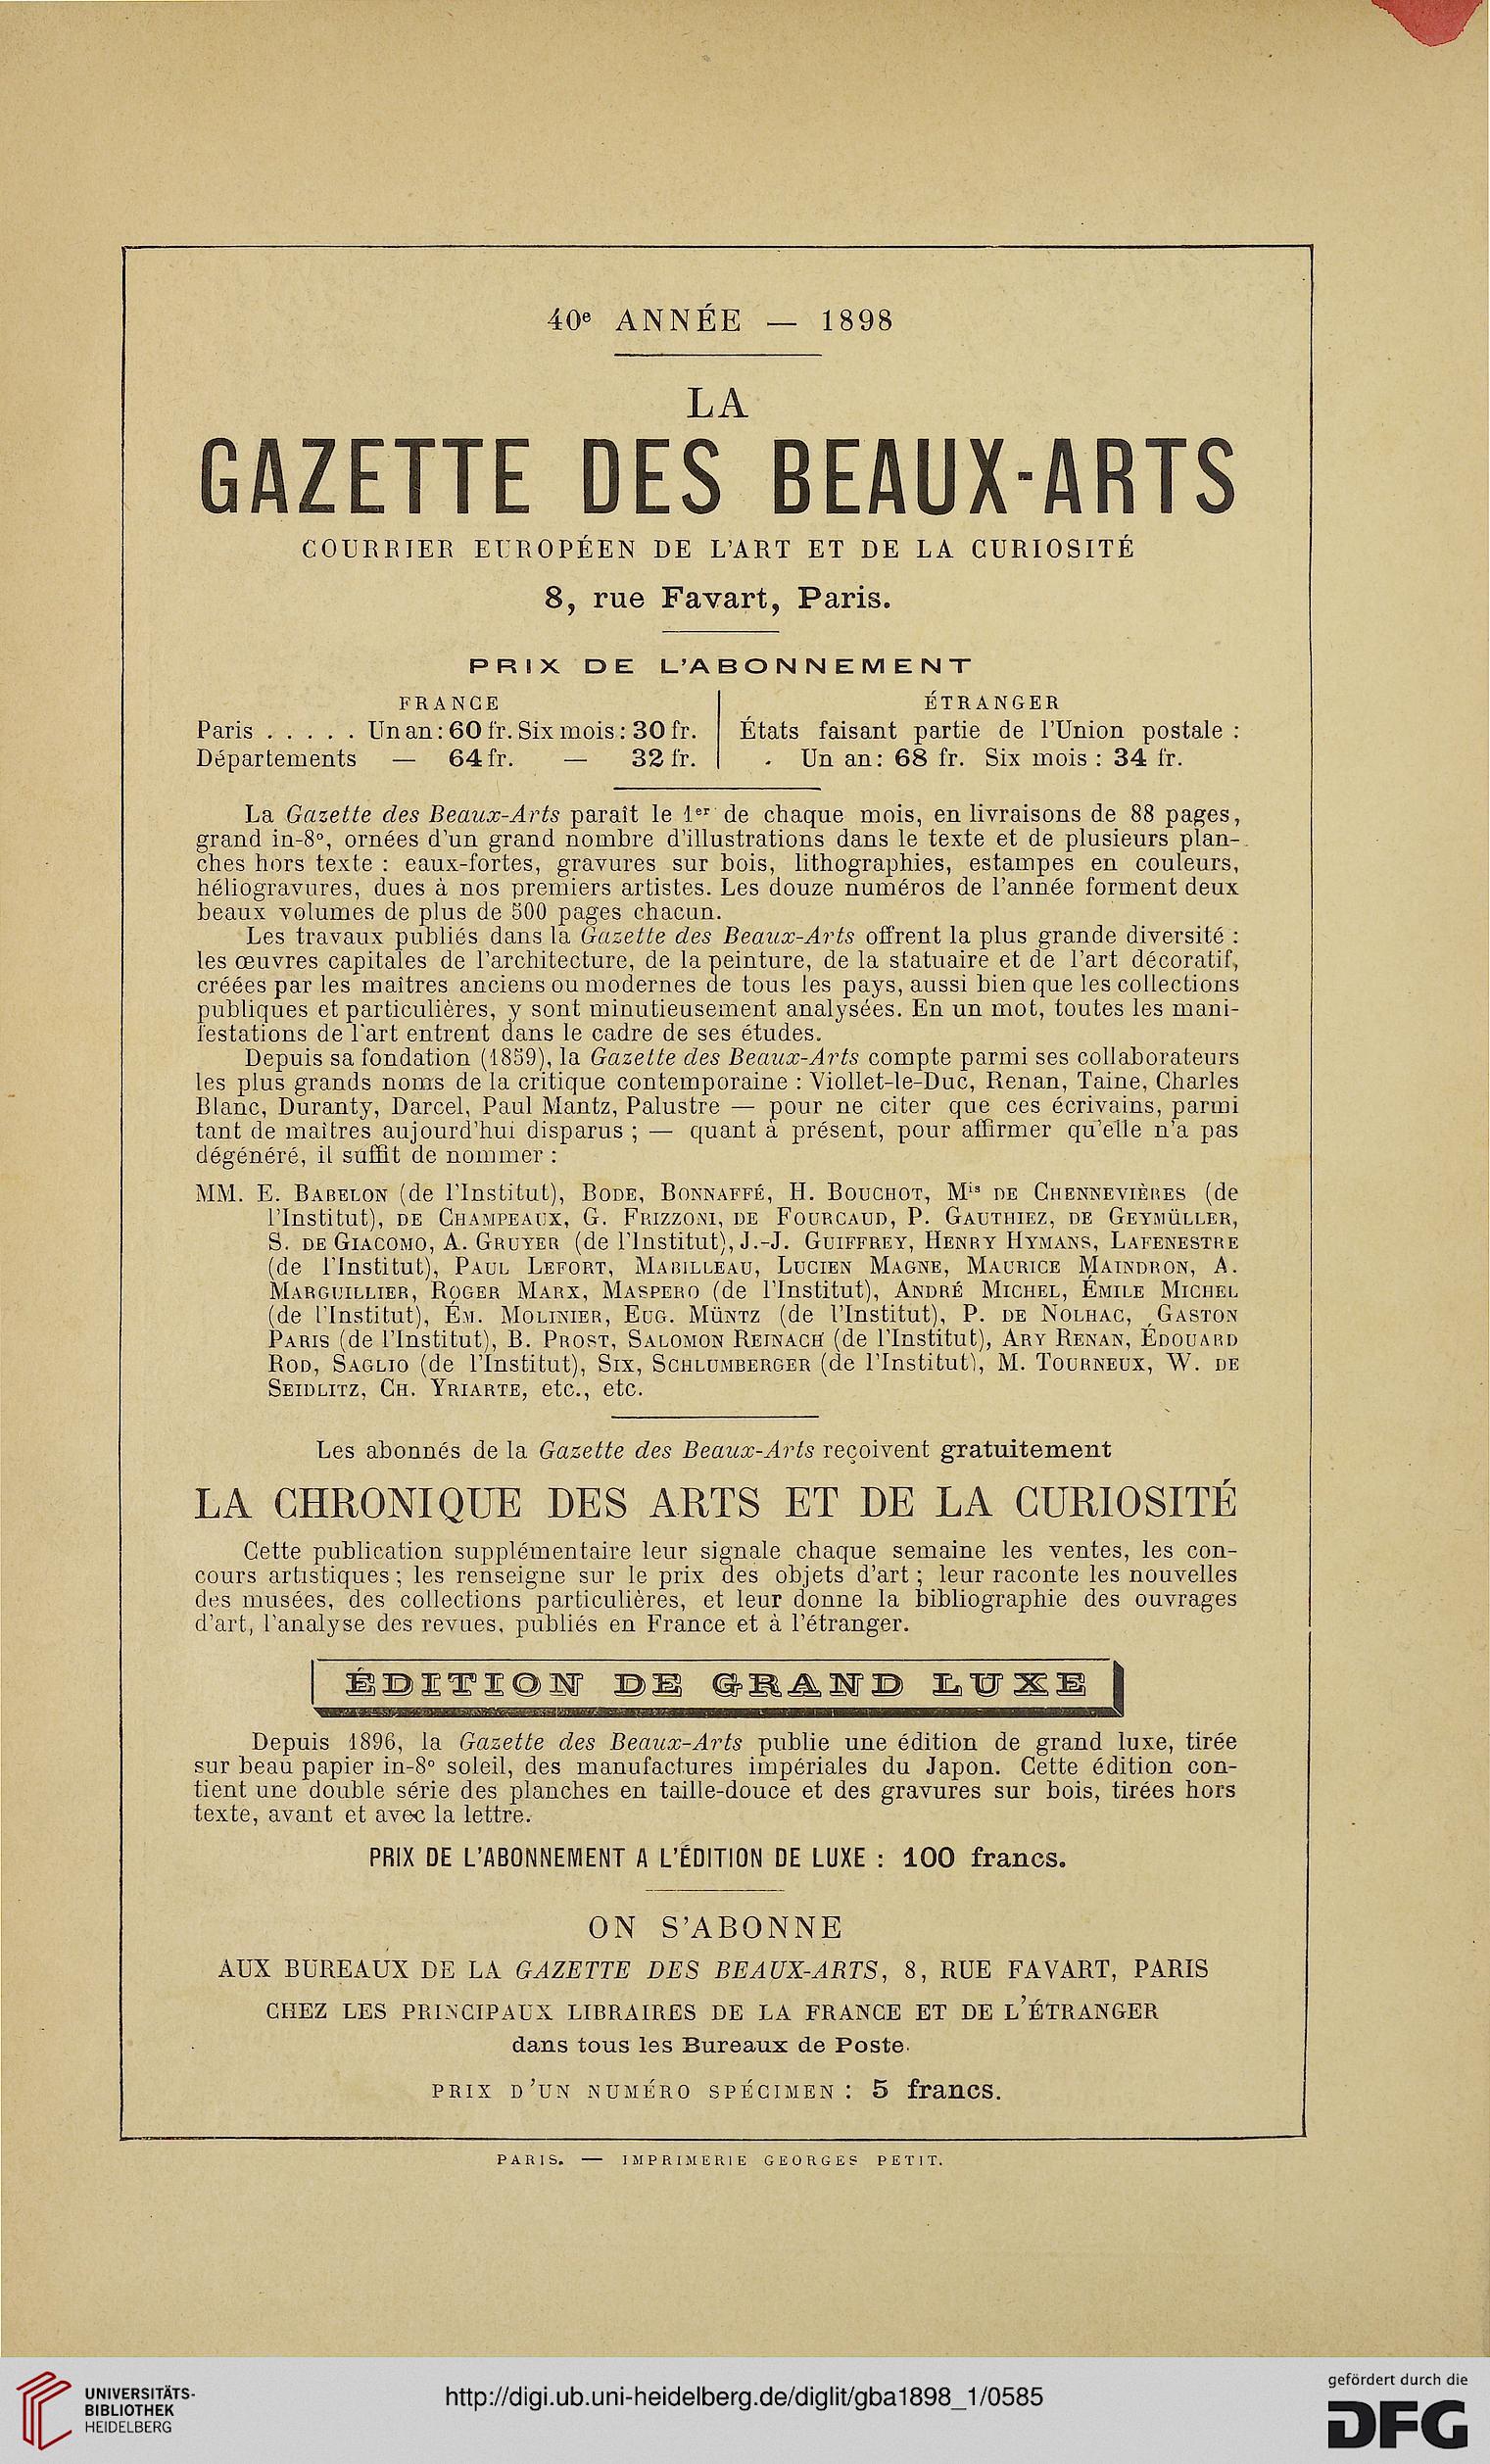 40e ANNÉE — 1898
LA
GAZETTE DES BEAUX-ARTS
COURRIER EUROPÉEN DE L'ART ET DE LA CURIOSITÉ
8, rue Favart, Paris.
PRIX DE L'ABONNEMENT
FRANCE
Paris . . . . . Un an : 60 fr. Six mois : 30 fr.
Départements — 64 fr. — 32 fr.
ÉTRANGER
États faisant partie de l'Union postale :
Un an : 68 fr. Six mois : 34 fr.
La Gazette des Beaux-Arts paraît le 1er de chaque mois, en livraisons de 88 pages,
grand in-8°, ornées d'un grand nombre d'illustrations dans le texte et de plusieurs plan-
ches hors texte : eaux-fortes, gravures sur bois, lithographies, estampes en couleurs,
héliogravures, dues à nos premiers artistes. Les douze numéros de l'année forment deux
beaux volumes de plus de 500 pages chacun.
Les travaux publiés dans la Gazette des Beaux-Arts offrent la plus grande diversité :
les œuvres capitales de l'architecture, de la peinture, de la statuaire et de l'art décoratif,
créées par les maîtres anciens ou modernes de tous les pays, aussi bien que les collections
publiques et particulières, y sont minutieusement analysées. En un mot, toutes les mani-
festations de l'art entrent dans le cadre de ses études.
Depuis sa fondation (1859), la Gazette des Beaux-Arts compte parmi ses collaborateurs
les plus grands noms de la critique contemporaine : Viollet-le-Duc, Renan, Taine, Charles
Blanc, Duranty, Darcel, Paul Mantz, Palustre — pour ne citer que ces écrivains, parmi
tant de maîtres aujourd'hui disparus ; — quant à présent, pour affirmer qu'elle n'a pas
dégénéré, il suffit de nommer :
MM. E. BABELON (de l'Institut), BODE, BONNAFFÉ, H. BOUCHOT, Mis DE CHENNEVIÈRES (de
l'Institut), DE CHAMPEAUX, G. FRIZZONI, DE FOURCAUD, P. GAUTHIEZ, DE GEYMÜLLER,
S. DE GIACOMO, A. GRUYER (de l'Institut), J.-J. GUIFFREY, HENRY HYMANS, LAFENESTRE
(de l'Institut), PAUL LEFORT, MABILLEAU, LUCIEN MAGNE, MAURICE MAINDRON, A.
MARGUILLIER, ROGER MARX, MASPERO (de l'Institut), ANDRÉ MICHEL, ÉMILE MICHEL
(de l'Institut), ÉM. MOLINIER, EUG. MÜNTZ (de l'Institut), P. DE NOLHAC, GASTON
PARIS (de l'Institut), B. PROST, SALOMON REINACH (de l'Institut), ARY RENAN, ÉDOUARD
ROD, SAGLIO (de l'Institut), SIX, SCHLUMBERGER (de l'Institut), M. TOURNEUX, W. DE
SEIDLITZ, CH. YRIARTE, etc., etc.
Les abonnés de la Gazette des Beaux-Arts reçoivent gratuitement
LA CHRONIQUE DES ARTS ET DE LA CURIOSITÉ
Cette publication supplémentaire leur signale chaque semaine les ventes, les con-
cours artistiques ; les renseigne sur le prix des objets d'art ; leur raconte les nouvelles
des musées, des collections particulières, et leur donne la bibliographie des ouvrages
d'art, l'analyse des revues, publiés en France et à l'étranger.
ÉDITION DE GRAND LUXE
Depuis 1896, la Gazette des Beaux-Arts publie une édition de grand luxe, tirée
sur beau papier in-8° soleil, des manufactures impériales du Japon. Cette édition con-
tient une double série des planches en taille-douce et des gravures sur bois, tirées hors
texte, avant et avec la lettre.
PRIX DE L'ABONNEMENT A L'ÉDITION DE LUXE : 100 francs.
ON S'ABONNE
AUX BUREAUX DE LA GAZETTE DES BEAUX-ARTS, 8, RUE FAVART, PARIS
CHEZ LES PRINCIPAUX LIBRAIRES DE LA FRANCE ET DE L'ÉTRANGER
dans tous les Bureaux de Poste.
PRIX D'UN NUMÉRO SPÉCIMEN : 5 francs.
PARIS. — IMPRIMERIE GEORGES PETIT.
UNIVERSITÄTS-
BIBLIOTHEK
HEIDELBERG
http://digi.ub.uni-heidelberg.de/diglit/gba1898_1/0585
gefördert durch die
DFG